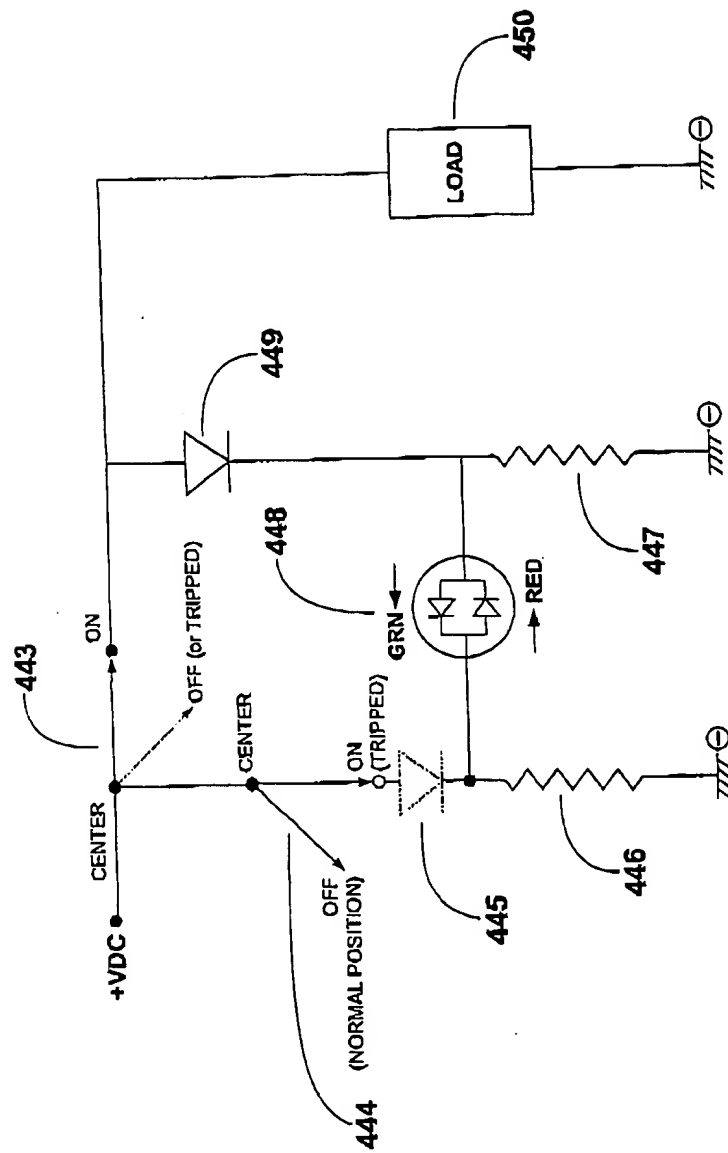 443
CENTER
ON
+VDC
OFF (or TRIPPED)
CENTER
OFF
(NORMAL POSITION)
444
ON
(TRIPPED)
445
446
448
GRN
RED
449
447
LOAD
450